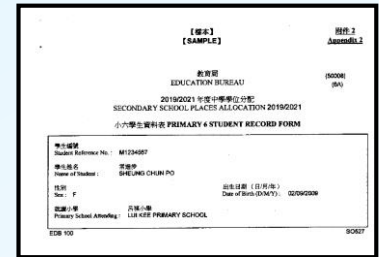 【樣本】
[SAMPLE]
附件 2
Appendix 2
教育局
EDUCATION BUREAU
(50008)
(6A)
2019/2021 年度中學學位分配
SECONDARY SCHOOL PLACES ALLOCATION 2019/2021
小六學生資料表 PRIMARY 6 STUDENT RECORD FORM
學生編號
Student Reference No. : M1234567
學生姓名
Name of Student : SHEUNG CHUN PO
性別
Sex : F
出生日期 (日/月/年)
Date of Birth (D/M/Y) : 02/09/2009
就讀小學
Primary School Attending : LUI KEE PRIMARY SCHOOL
EDB 100
SO527